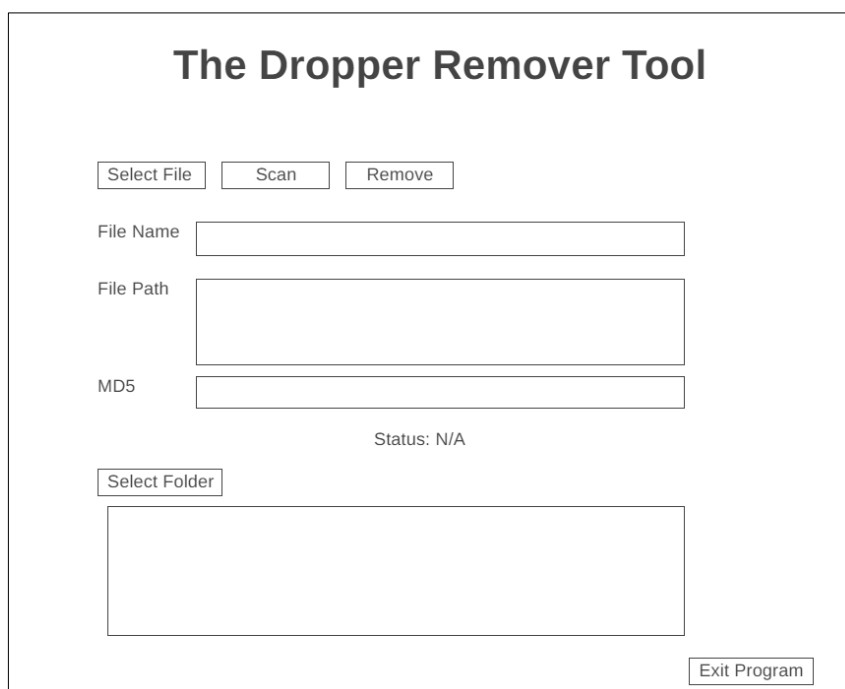 The Dropper Remover Tool
Select File Scan Remove
File Name
File Path
MD5
Status: N/A
Select Folder
Exit Program